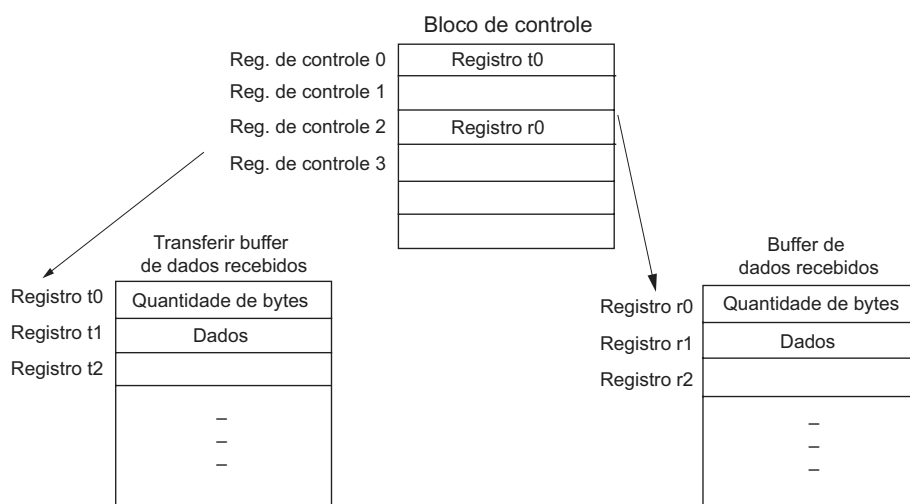 Bloco de controle
Reg. de controle 0
Registro t0
Reg. de controle 1
Reg. de controle 2
Registro r0
Reg. de controle 3
Transferir buffer
de dados recebidos
Registro t0
Quantidade de bytes
Registro t1
Dados
Registro t2
–
–
–
Buffer de
dados recebidos
Registro r0
Quantidade de bytes
Registro r1
Dados
Registro r2
–
–
–